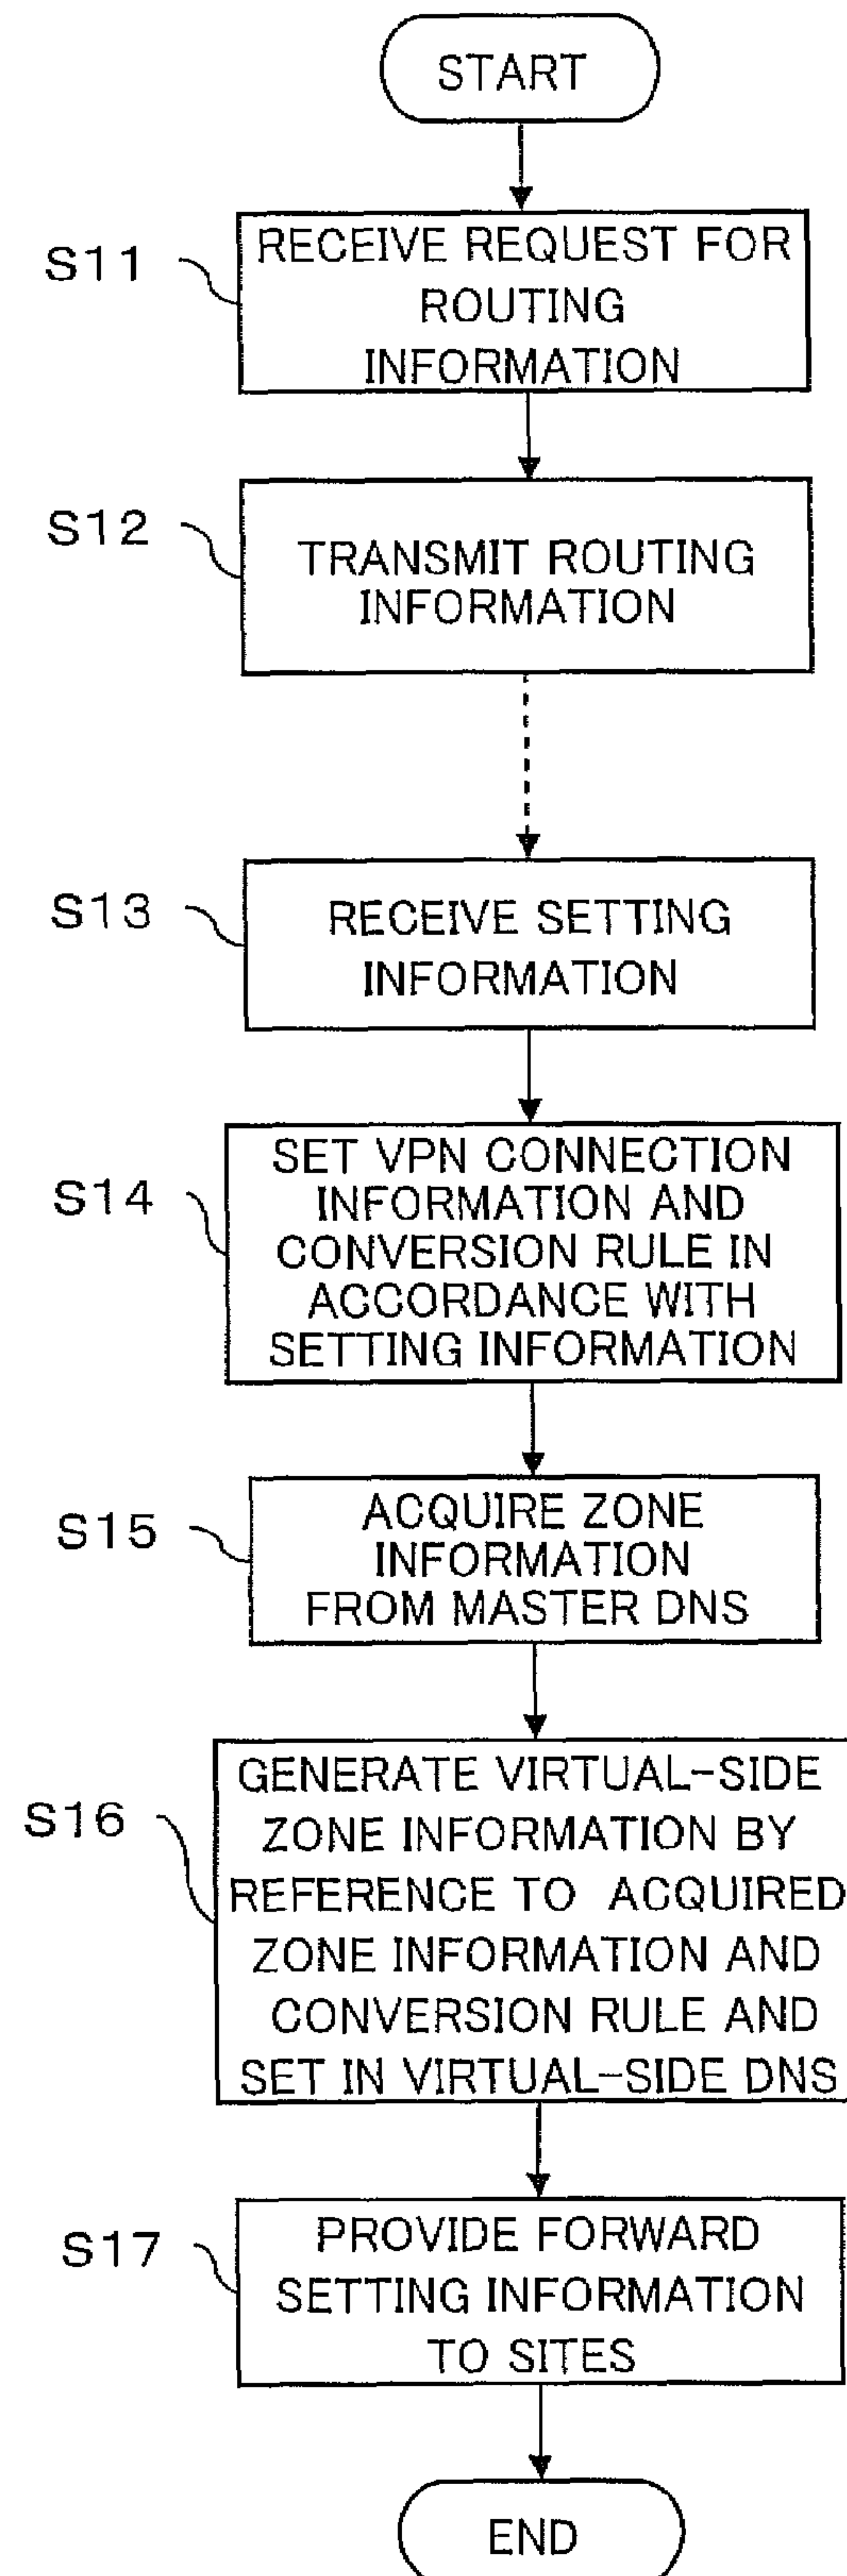 START
S11
RECEIVE REQUEST FOR
ROUTING
INFORMATION
S12
TRANSMIT ROUTING
INFORMATION
S13
RECEIVE SETTING
INFORMATION
S14
SET VPN CONNECTION
INFORMATION AND
CONVERSION RULE IN
ACCORDANCE WITH
SETTING INFORMATION
S15
ACQUIRE ZONE
INFORMATION
FROM MASTER DNS
S16
GENERATE VIRTUAL-SIDE
ZONE INFORMATION BY
REFERENCE TO ACQUIRED
ZONE INFORMATION AND
CONVERSION RULE AND
SET IN VIRTUAL-SIDE DNS
S17
PROVIDE FORWARD
SETTING INFORMATION
TO SITES
END